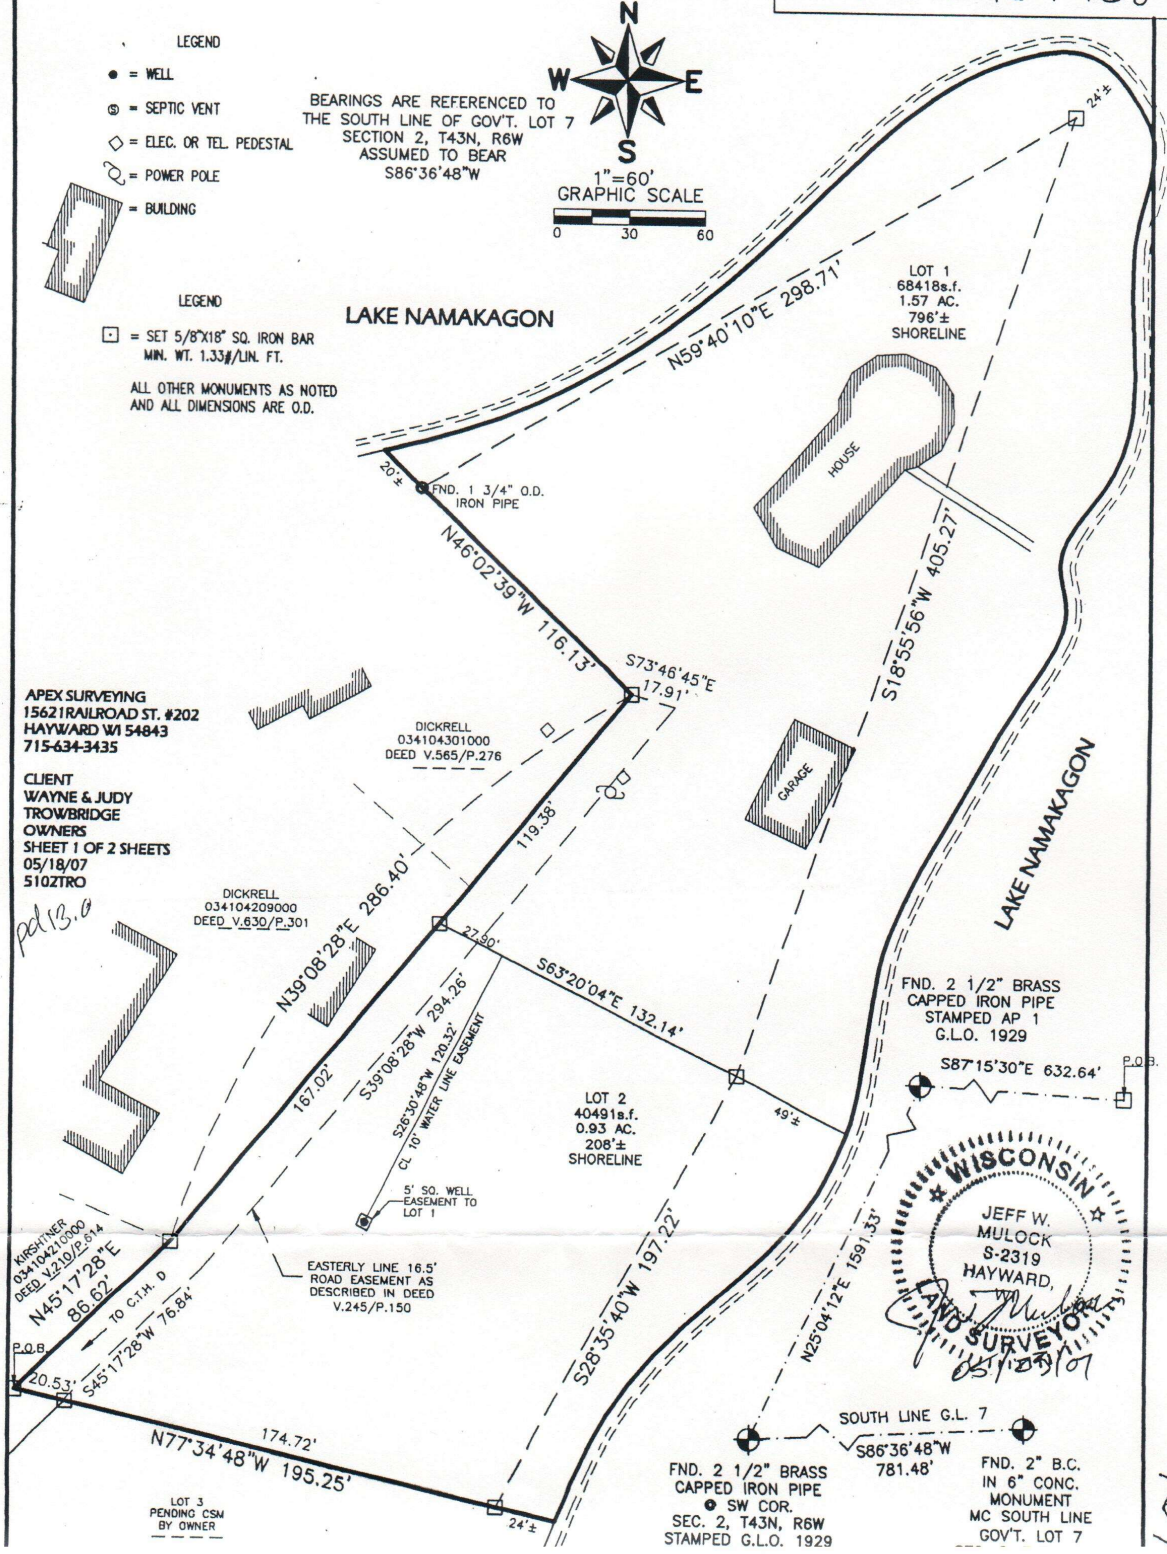 N
W E
S
LEGEND
= WELL
S = SEPTIC VENT
= ELEC. OR TEL. PEDESTAL
= POWER POLE
= BUILDING
BEARINGS ARE REFERENCED TO
THE SOUTH LINE OF GOV'T. LOT 7
SECTION 2, T43N, R6W
ASSUMED TO BEAR
S86°36'48"W
1"=60'
GRAPHIC SCALE
0 30 60
24'±
LEGEND
= SET 5/8"X18" SQ. IRON BAR
MIN. WT. 1.33#/LIN. FT.
ALL OTHER MONUMENTS AS NOTED
AND ALL DIMENSIONS ARE O.D.
LAKE NAMAKAGON
N59°40'10"E 298.71'
LOT 1
68418s.f.
1.57 AC.
796'±
SHORELINE
HOUSE
20'±
FND. 1 3/4" O.D.
IRON PIPE
N46°02'39"W 116.13'
S18°55'56"W 405.27'
S73°46'45"E
17.91'
APEX SURVEYING
15621RAILROAD ST. #202
HAYWARD WI 54843
715-634-3435
CLIENT
WAYNE & JUDY
TROWBRIDGE
OWNERS
SHEET 1 OF 2 SHEETS
05/18/07
5102TRO
DICKRELL
034104301000
DEED V.565/P.276
GARAGE
119.38'
LAKE NAMAKAGON
DICKRELL
034104209000
DEED V.630/P.301
N39°08'28"E 286.40'
27.90'
S63°20'04"E 132.14'
S39°08'28"W 294.26'
S26°30'48"W 120.32'
CL 10' WATER LINE EASEMENT
167.02'
FND. 2 1/2" BRASS
CAPPED IRON PIPE
STAMPED AP 1
G.L.O. 1929
S87°15'30"E 632.64'
P.O.B.
LOT 2
40491s.f.
0.93 AC.
208'±
SHORELINE
49'±
5' SQ. WELL
EASEMENT TO
LOT 1
WISCONSIN
JEFF W.
MULOCK
S-2319
HAYWARD,
WI
LAND SURVEYOR
N25°04'12"E 1591.33'
KIRSHTNER
034104210000
DEED V.210/P.614
N45°17'28"E
86.62'
TO C.T.H. D
S45°17'28"W 76.84'
EASTERLY LINE 16.5'
ROAD EASEMENT AS
DESCRIBED IN DEED
V.245/P.150
S28°35'40"W 197.22'
P.O.B.
20.53'
174.72'
N77°34'48"W 195.25'
24'±
LOT 3
PENDING CSM
BY OWNER
SOUTH LINE G.L. 7
S86°36'48"W
781.48'
FND. 2 1/2" BRASS
CAPPED IRON PIPE
SW COR.
SEC. 2, T43N, R6W
STAMPED G.L.O. 1929
FND. 2" B.C.
IN 6" CONC.
MONUMENT
MC SOUTH LINE
GOV'T. LOT 7